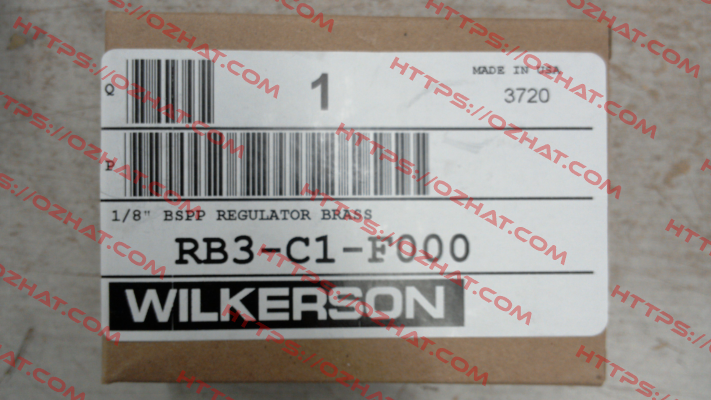 MADE IN USA
Q 1 3720
P
1/8" BSPP REGULATOR BRASS
RB3-C1-F000
WILKERSON
HTTPS://OZHAT.COM